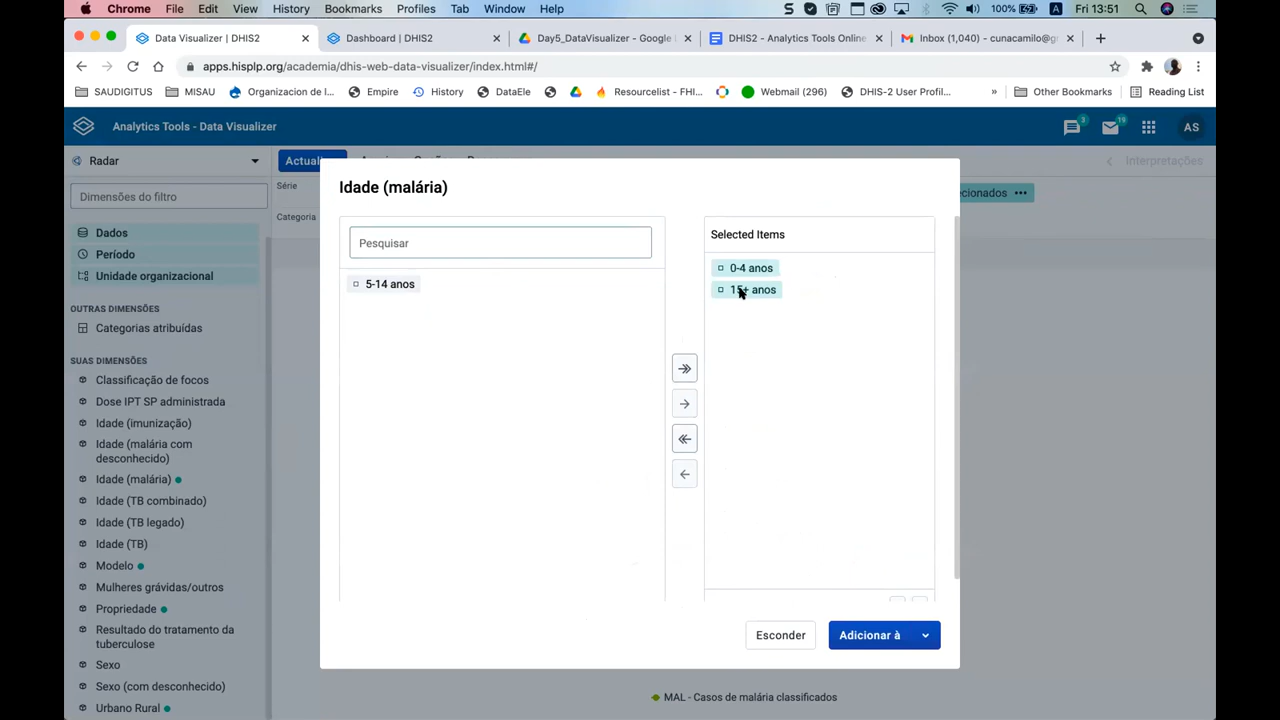 Chrome File Edit View History Bookmarks Profiles Tab Window Help 100% A Fri 13:51
Data Visualizer | DHIS2
Dashboard | DHIS2
Day5_DataVisualizer - Google
DHIS2 - Analytics Tools Online
Inbox (1,040) - cunacamilo@g
apps.hisplp.org/academia/dhis-web-data-visualizer/index.html#/
SAUDIGITUS MISAU Organizacion de I... Empire History DataEle Resourcelist - FHI... Webmail (296) DHIS-2 User Profil... » Other Bookmarks Reading List
Analytics Tools - Data Visualizer 3 19 AS
Radar
Interpretações
Série
ecionados
Categoria
Dimensões do filtro
Dados
Período
Unidade organizacional
OUTRAS DIMENSÕES
Categorias atribuídas
SUAS DIMENSÕES
Classificação de focos
Dose IPT SP administrada
Idade (imunização)
Idade (malária com
desconhecido)
Idade (malária)
Idade (TB combinado)
Idade (TB legado)
Idade (TB)
Modelo
Mulheres grávidas/outros
Propriedade
Resultado do tratamento da
tuberculose
Sexo
Sexo (com desconhecido)
Urbano Rural
Idade (malária)
Pesquisar
5-14 anos
Selected Items
0-4 anos
15+ anos
Esconder
Adicionar à
MAL - Casos de malária classificados